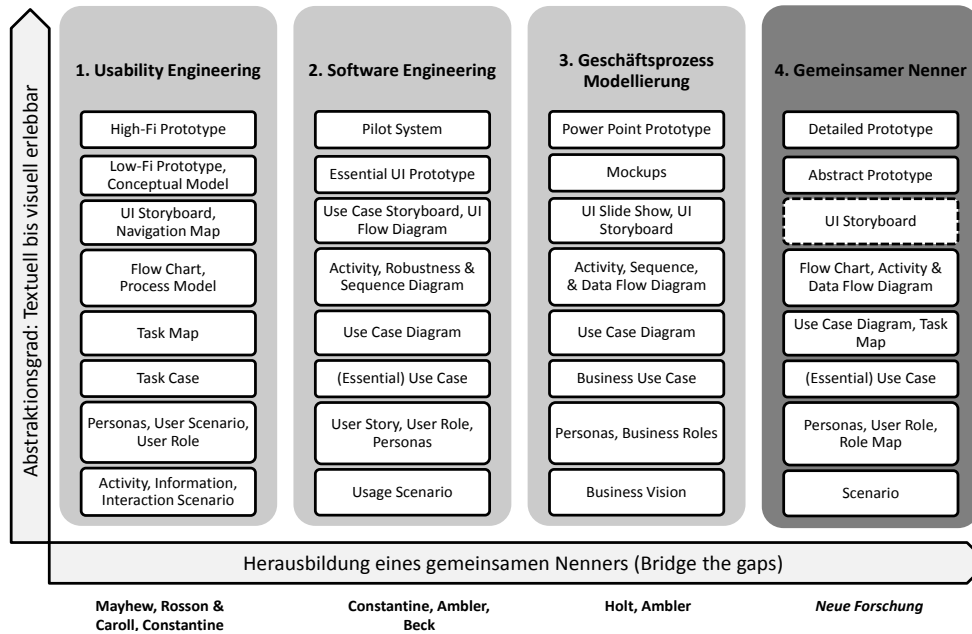 Abstraktionsgrad: Textuell bis visuell erlebbar
1. Usability Engineering
High-Fi Prototype
Low-Fi Prototype,
Conceptual Model
UI Storyboard,
Navigation Map
Flow Chart,
Process Model
Task Map
Task Case
Personas, User Scenario,
User Role
Activity, Information,
Interaction Scenario
2. Software Engineering
Pilot System
Essential UI Prototype
Use Case Storyboard, UI
Flow Diagram
Activity, Robustness &
Sequence Diagram
Use Case Diagram
(Essential) Use Case
User Story, User Role,
Personas
Usage Scenario
3. Geschäftsprozess
Modellierung
Power Point Prototype
Mockups
UI Slide Show, UI
Storyboard
Activity, Sequence,
& Data Flow Diagram
Use Case Diagram
Business Use Case
Personas, Business Roles
Business Vision
4. Gemeinsamer Nenner
Detailed Prototype
Abstract Prototype
UI Storyboard
Flow Chart, Activity &
Data Flow Diagram
Use Case Diagram, Task
Map
(Essential) Use Case
Personas, User Role,
Role Map
Scenario
Herausbildung eines gemeinsamen Nenners (Bridge the gaps)
Mayhew, Rosson &
Caroll, Constantine
Constantine, Ambler,
Beck
Holt, Ambler
Neue Forschung